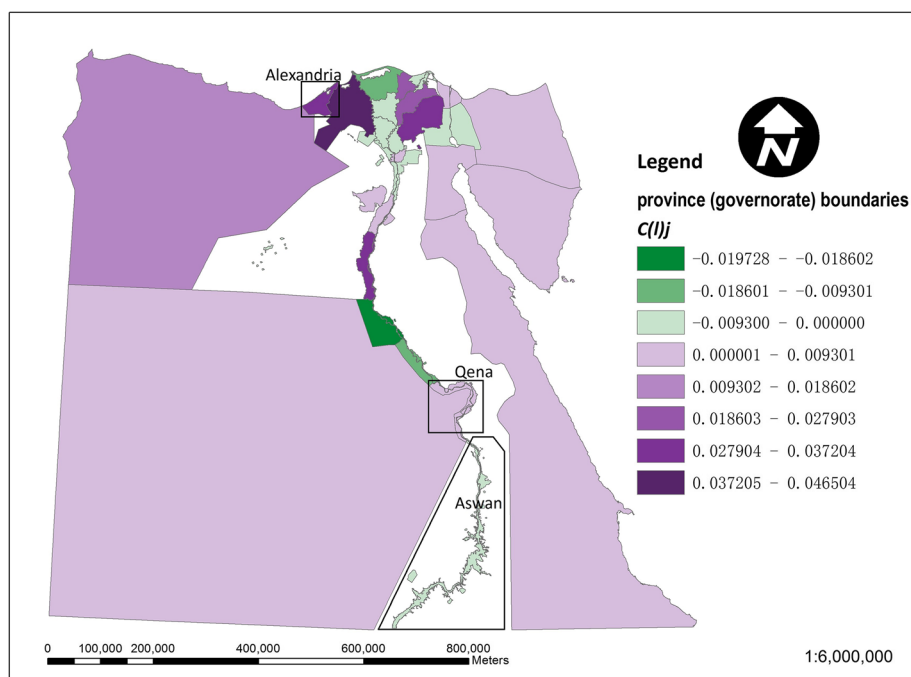 Alexandria
Qena
Aswan
N
Legend
province (governorate) boundaries
C(I)j
-0.019728 - -0.018602
-0.018601 - -0.009301
-0.009300 - 0.000000
0.000001 - 0.009301
0.009302 - 0.018602
0.018603 - 0.027903
0.027904 - 0.037204
0.037205 - 0.046504
0 100,000 200,000 400,000 600,000 800,000
Meters
1:6,000,000